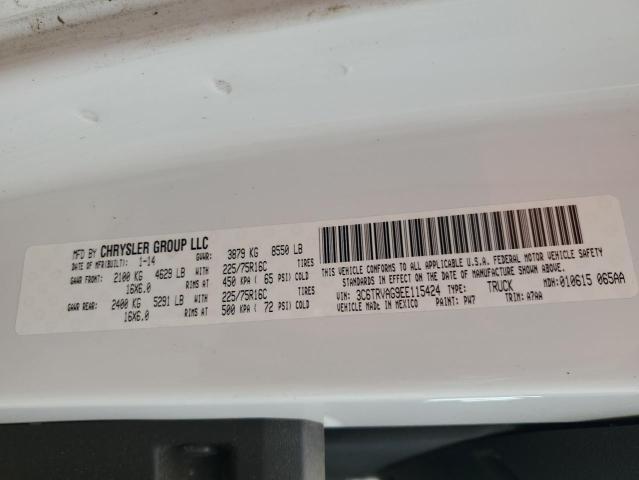 MFD BY CHRYSLER GROUP LLC
DATE OF MFR(BUILT): 1-14 GVWR: 3879 KG 8550 LB
GAWR FRONT: 2100 KG 4629 LB WITH 225/75R16C TIRES
16X6.0 RIMS AT 450 KPA ( 65 PSI) COLD
GAWR REAR: 2400 KG 5291 LB WITH 225/75R16C TIRES
16X6.0 RIMS AT 500 KPA ( 72 PSI) COLD
THIS VEHICLE CONFORMS TO ALL APPLICABLE U.S.A. FEDERAL MOTOR VEHICLE SAFETY
STANDARDS IN EFFECT ON THE DATE OF MANUFACTURE SHOWN ABOVE.
VIN: 3C6TRVAG9EE115424 TYPE: TRUCK MDH: 010615 065AA
VEHICLE MADE IN MEXICO PAINT: PW7 TRIM: A7AA